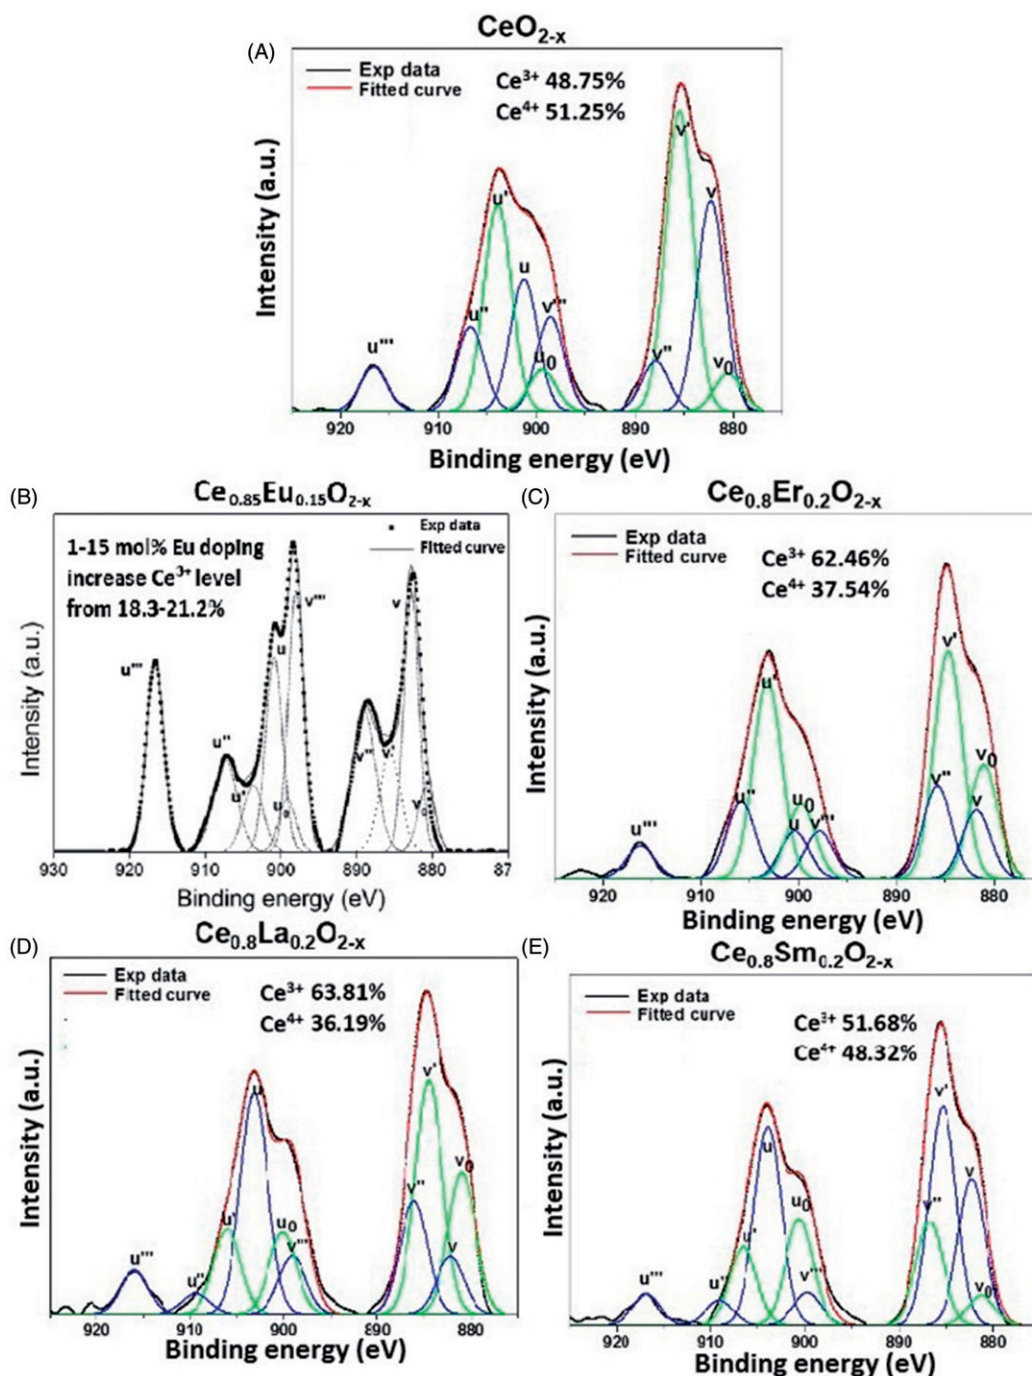 CeO2-x
(A)
Exp data
Fitted curve
Ce3+ 48.75%
Ce4+ 51.25%
v'
v
u'
u
v'''
u''
u'''
u0
v''
v0
Intensity (a.u.)
920 910 900 890 880
Binding energy (eV)
(B)
Ce0.85Eu0.15O2-x
Exp data
Fitted curve
1-15 mol% Eu doping
increase Ce3+ level
from 18.3-21.2%
v'''
v
u
u'''
u''
v''
v'
u'
u0
v0
Intensity (a.u.)
930 920 910 900 890 880 87
Binding energy (eV)
(C)
Ce0.8Er0.2O2-x
Exp data
Fitted curve
Ce3+ 62.46%
Ce4+ 37.54%
v'
u'
v0
v''
u''
u0
u
v'''
v
u'''
Intensity (a.u.)
920 910 900 890 880
Binding energy (eV)
(D)
Ce0.8La0.2O2-x
Exp data
Fitted curve
Ce3+ 63.81%
Ce4+ 36.19%
v'
u
v0
v''
u'
u0
v'''
v
u'''
u''
Intensity (a.u.)
920 910 900 890 880
Binding energy (eV)
(E)
Ce0.8Sm0.2O2-x
Exp data
Fitted curve
Ce3+ 51.68%
Ce4+ 48.32%
v'
u
v
v''
u0
u'
v'''
u'''
u''
v0
Intensity (a.u.)
920 910 900 890 880
Binding energy (eV)